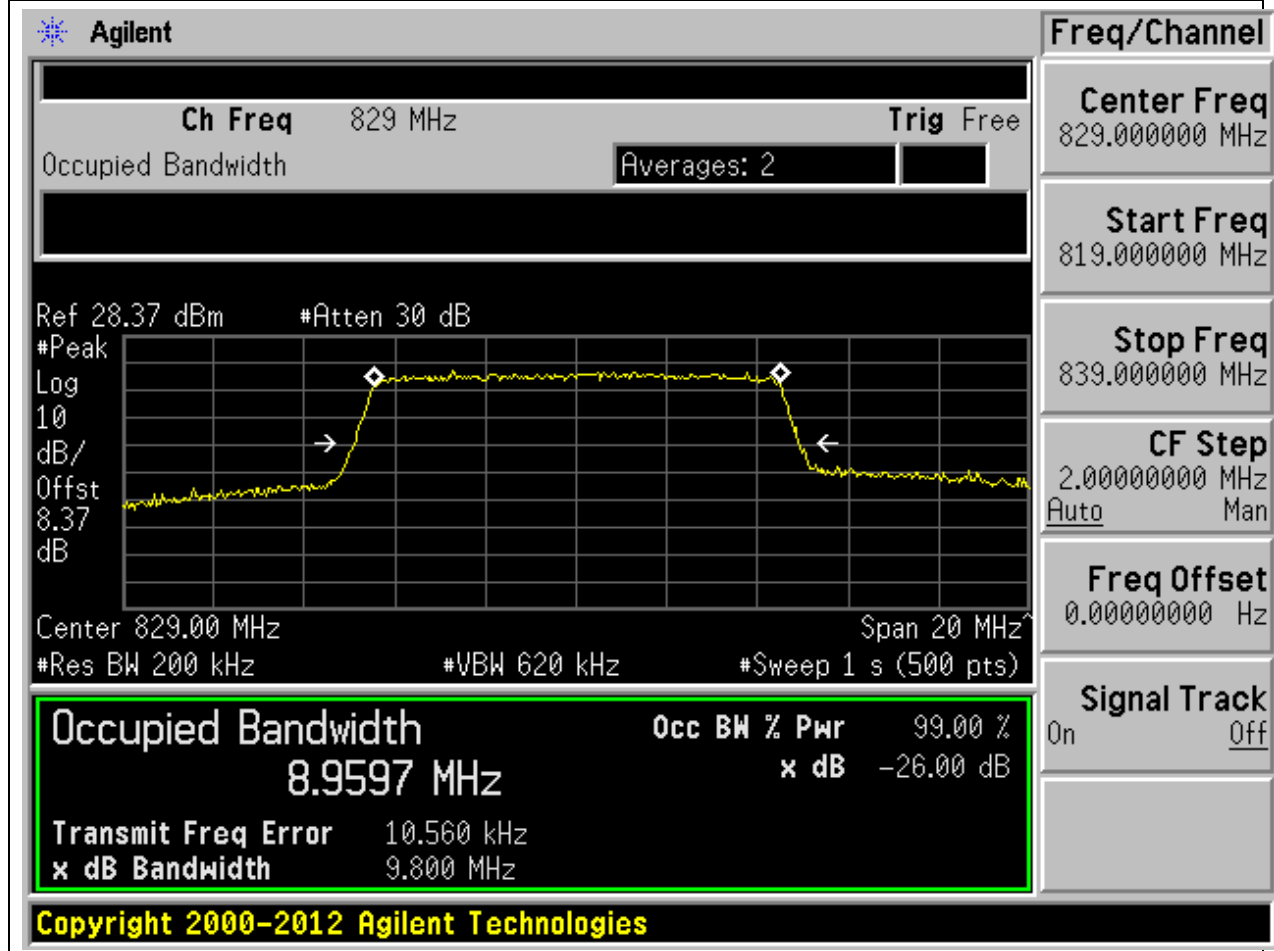 Agilent
Freq/Channel
Ch Freq 829 MHz Trig Free
Occupied Bandwidth Averages: 2
Center Freq
829.000000 MHz
Start Freq
819.000000 MHz
Stop Freq
839.000000 MHz
CF Step
2.00000000 MHz
Auto Man
Freq Offset
0.00000000 Hz
Signal Track
On Off
Ref 28.37 dBm #Atten 30 dB
#Peak
Log
10
dB/
Offst
8.37
dB
Center 829.00 MHz Span 20 MHz^
#Res BW 200 kHz #VBW 620 kHz #Sweep 1 s (500 pts)
Occupied Bandwidth Occ BW % Pwr 99.00 %
8.9597 MHz x dB -26.00 dB
Transmit Freq Error 10.560 kHz
x dB Bandwidth 9.800 MHz
Copyright 2000-2012 Agilent Technologies